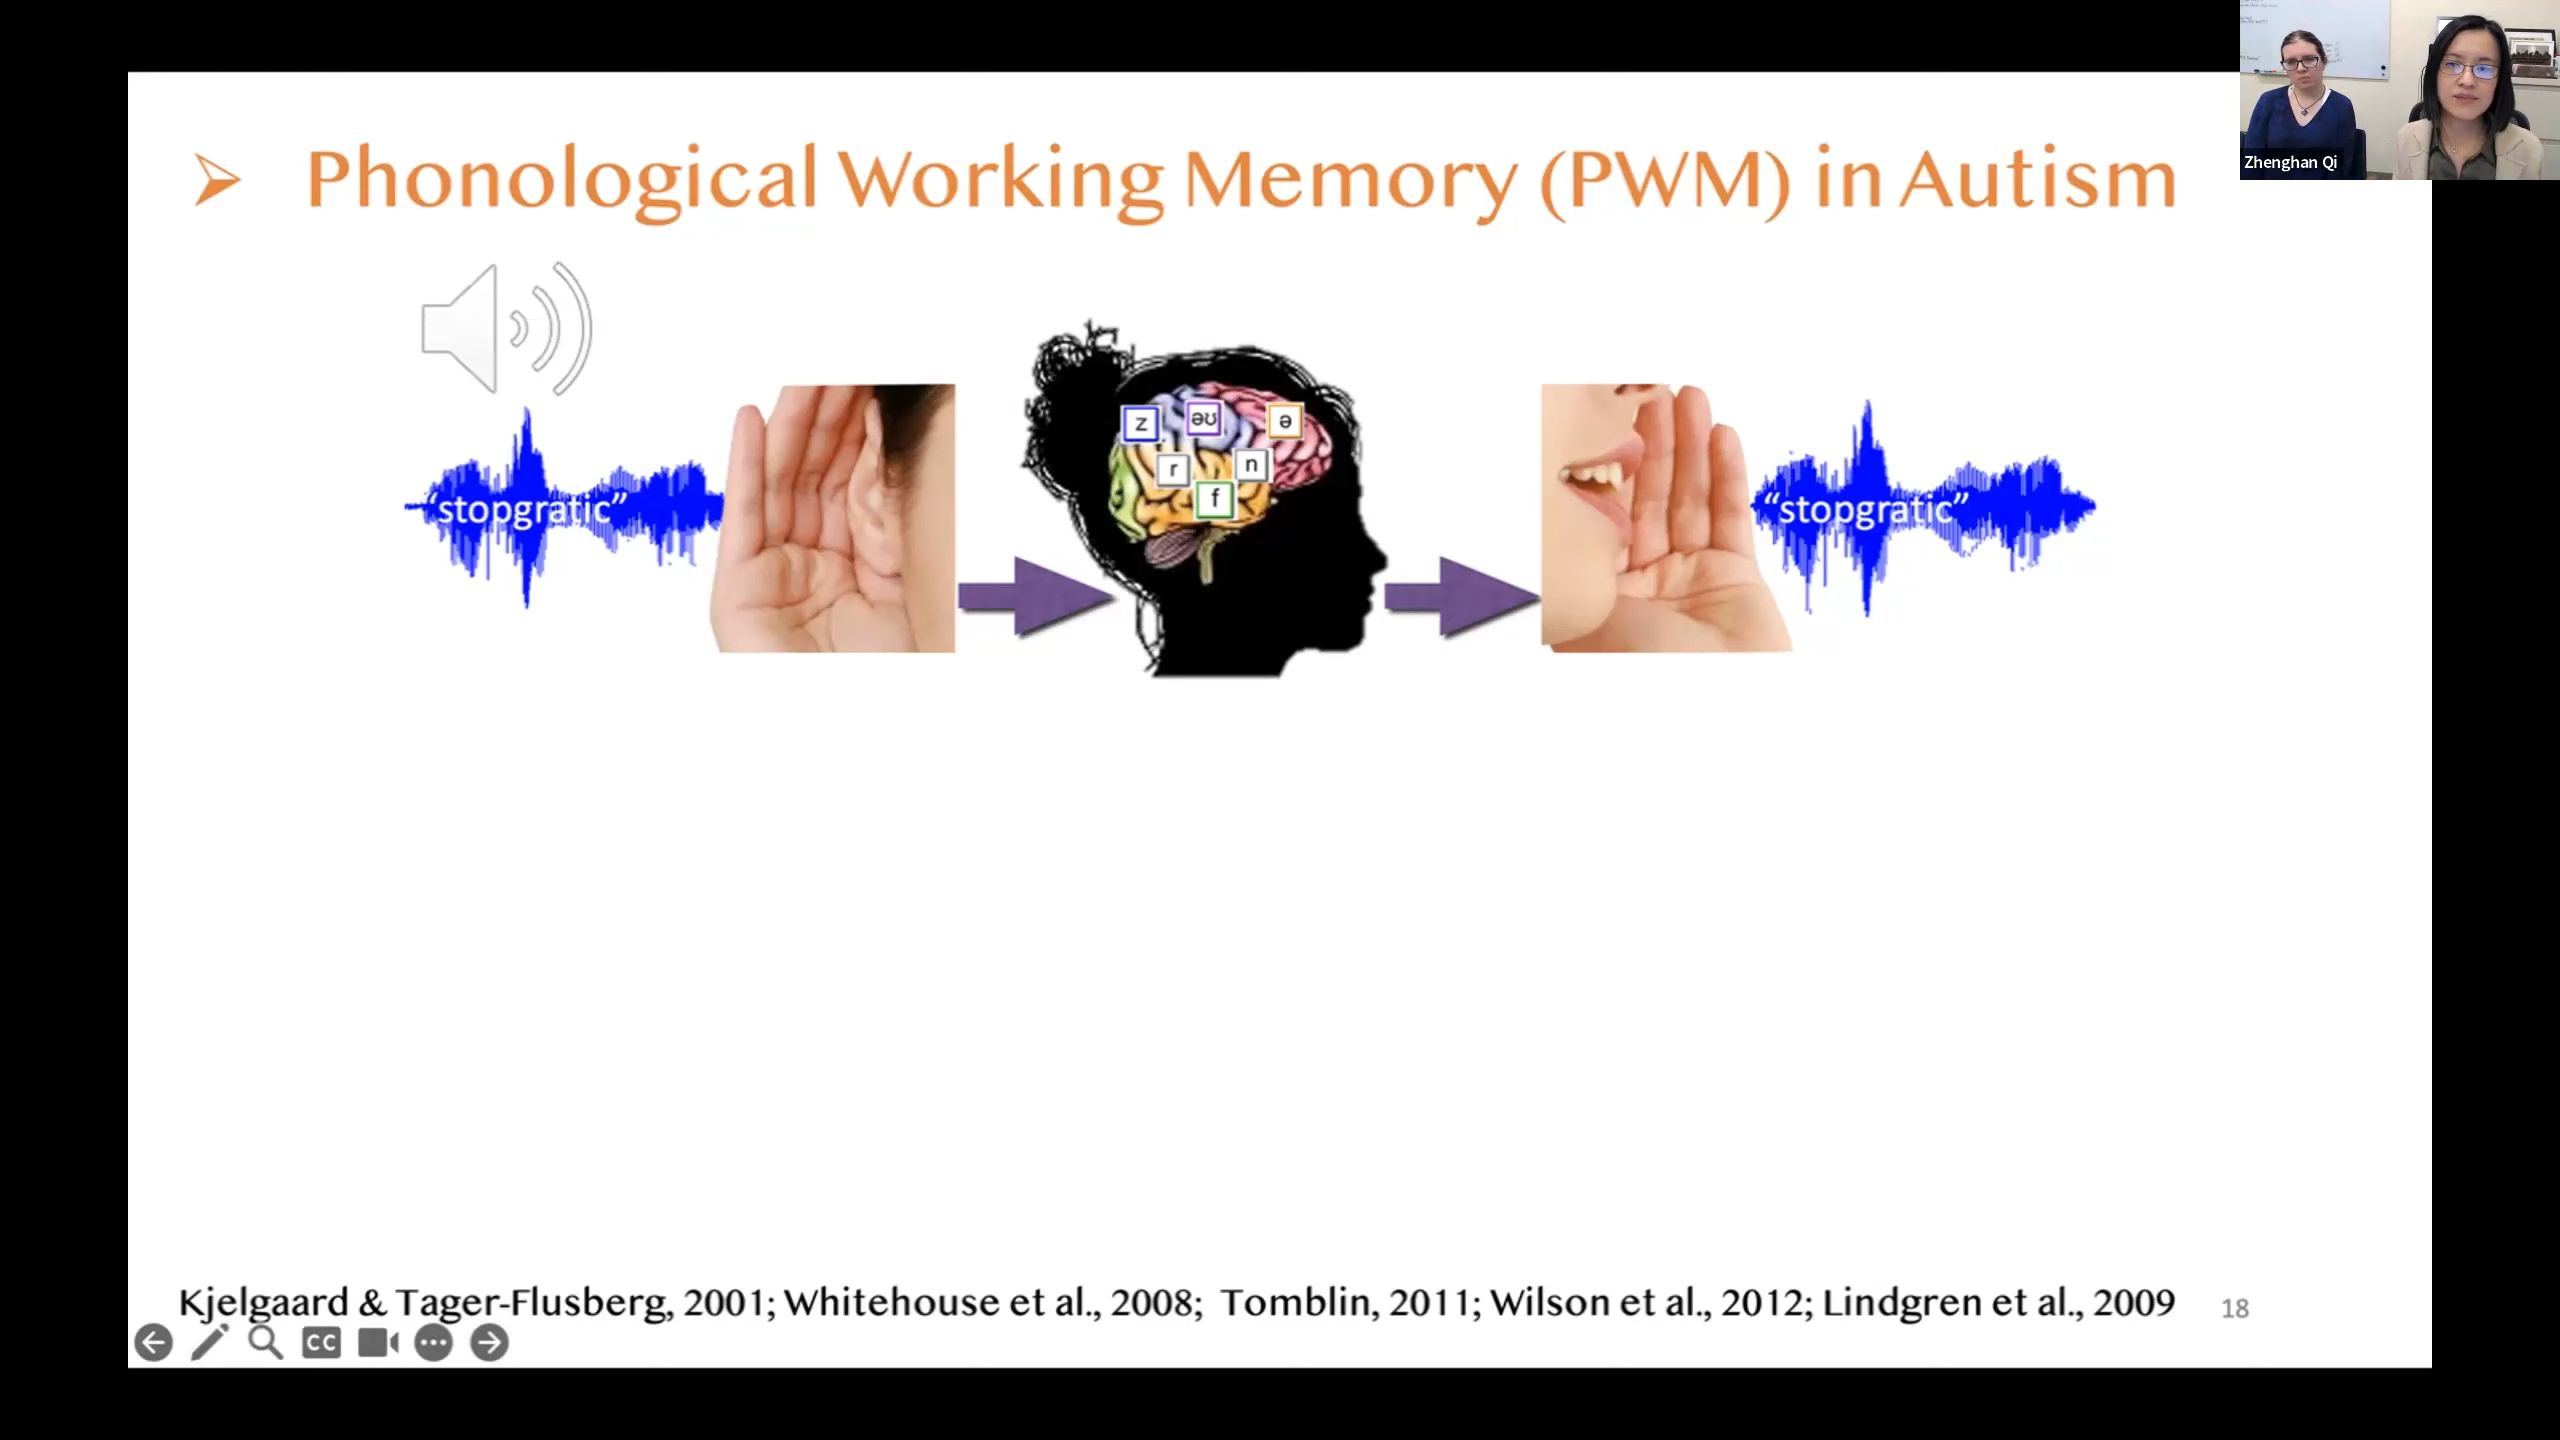 Zhenghan Qi
➢ Phonological Working Memory (PWM) in Autism
z əʊ ə
r n
f
“stopgratic” “stopgratic”
Kjelgaard & Tager-Flusberg, 2001; Whitehouse et al., 2008; Tomblin, 2011; Wilson et al., 2012; Lindgren et al., 2009 18
CC